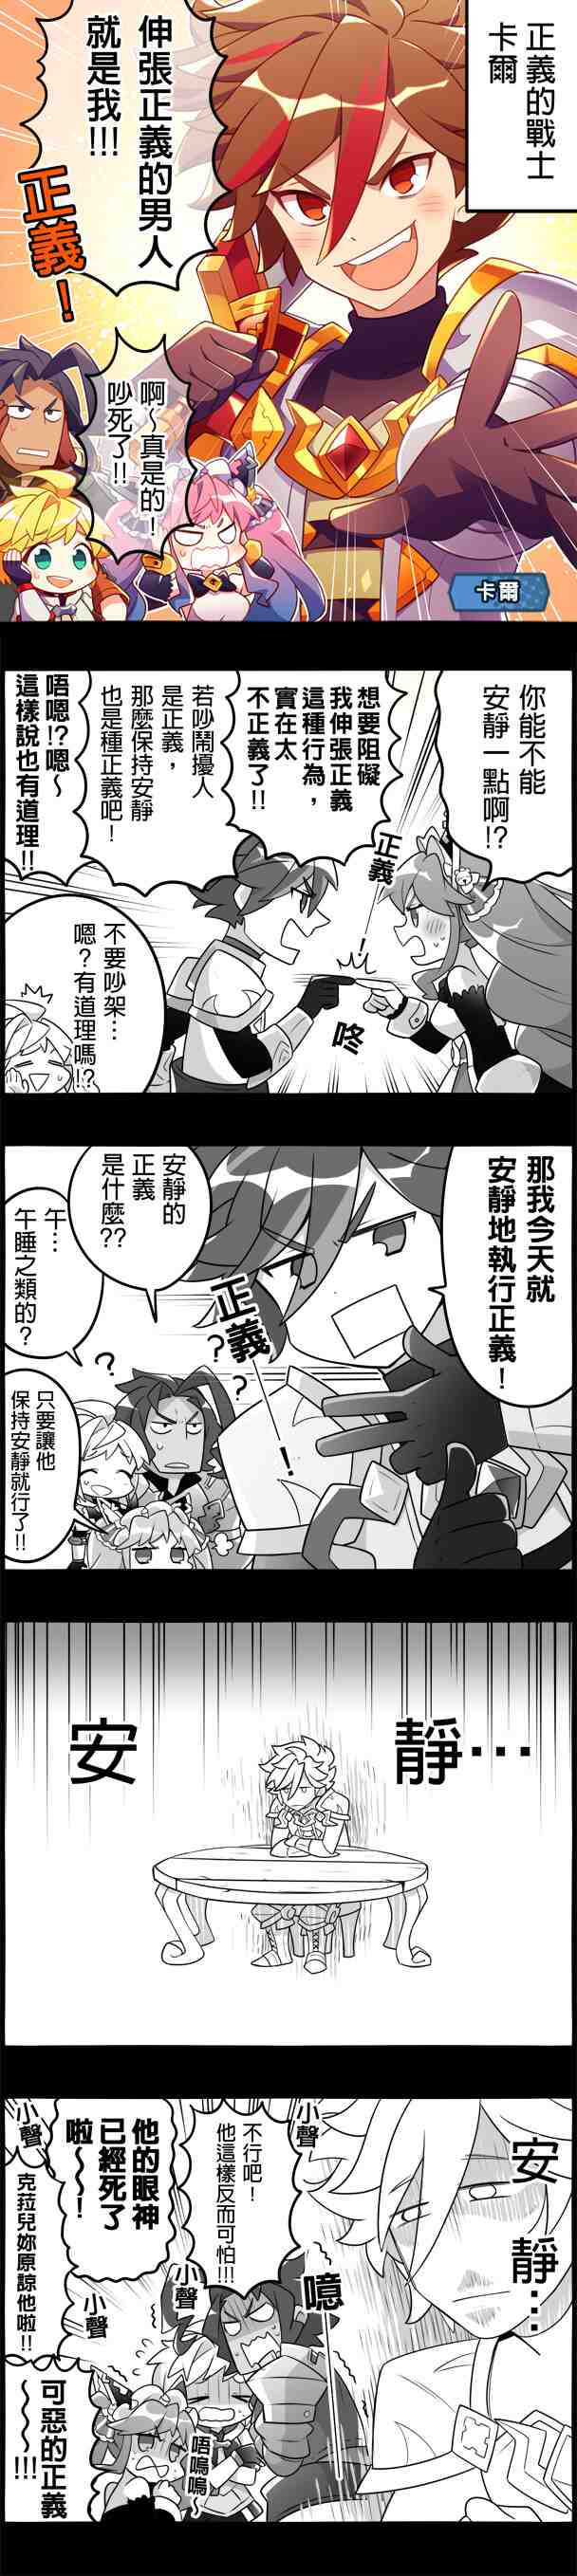 正義的戰士
卡爾
伸張正義的男人
就是我!!!
正義！
啊～真是的！
吵死了!!
卡爾
你能不能
安靜一點啊!?
想要阻礙
我伸張正義
這種行為，
實在太
不正義了!!
正義
！
若吵鬧擾人
是正義，
那麼保持安靜
也是種正義吧！
唔嗯!?嗯～
這樣說也有道理!!
咚
不要吵架…
嗯？有道理嗎!?
那我今天就
安靜地執行正義！
正義
！
安靜的
正義
是什麼??
午…
午睡之類的？
？
？
？
只要讓他
保持安靜就行了!!
安
靜…
安
靜…
小聲
不行吧！
他這樣反而可怕!!!
噫
小聲
他的眼神
已經死了
啦～～！
小聲
克菈兒妳原諒他啦!!
小聲
唔嗚嗚～
可惡的正義
～～!!!